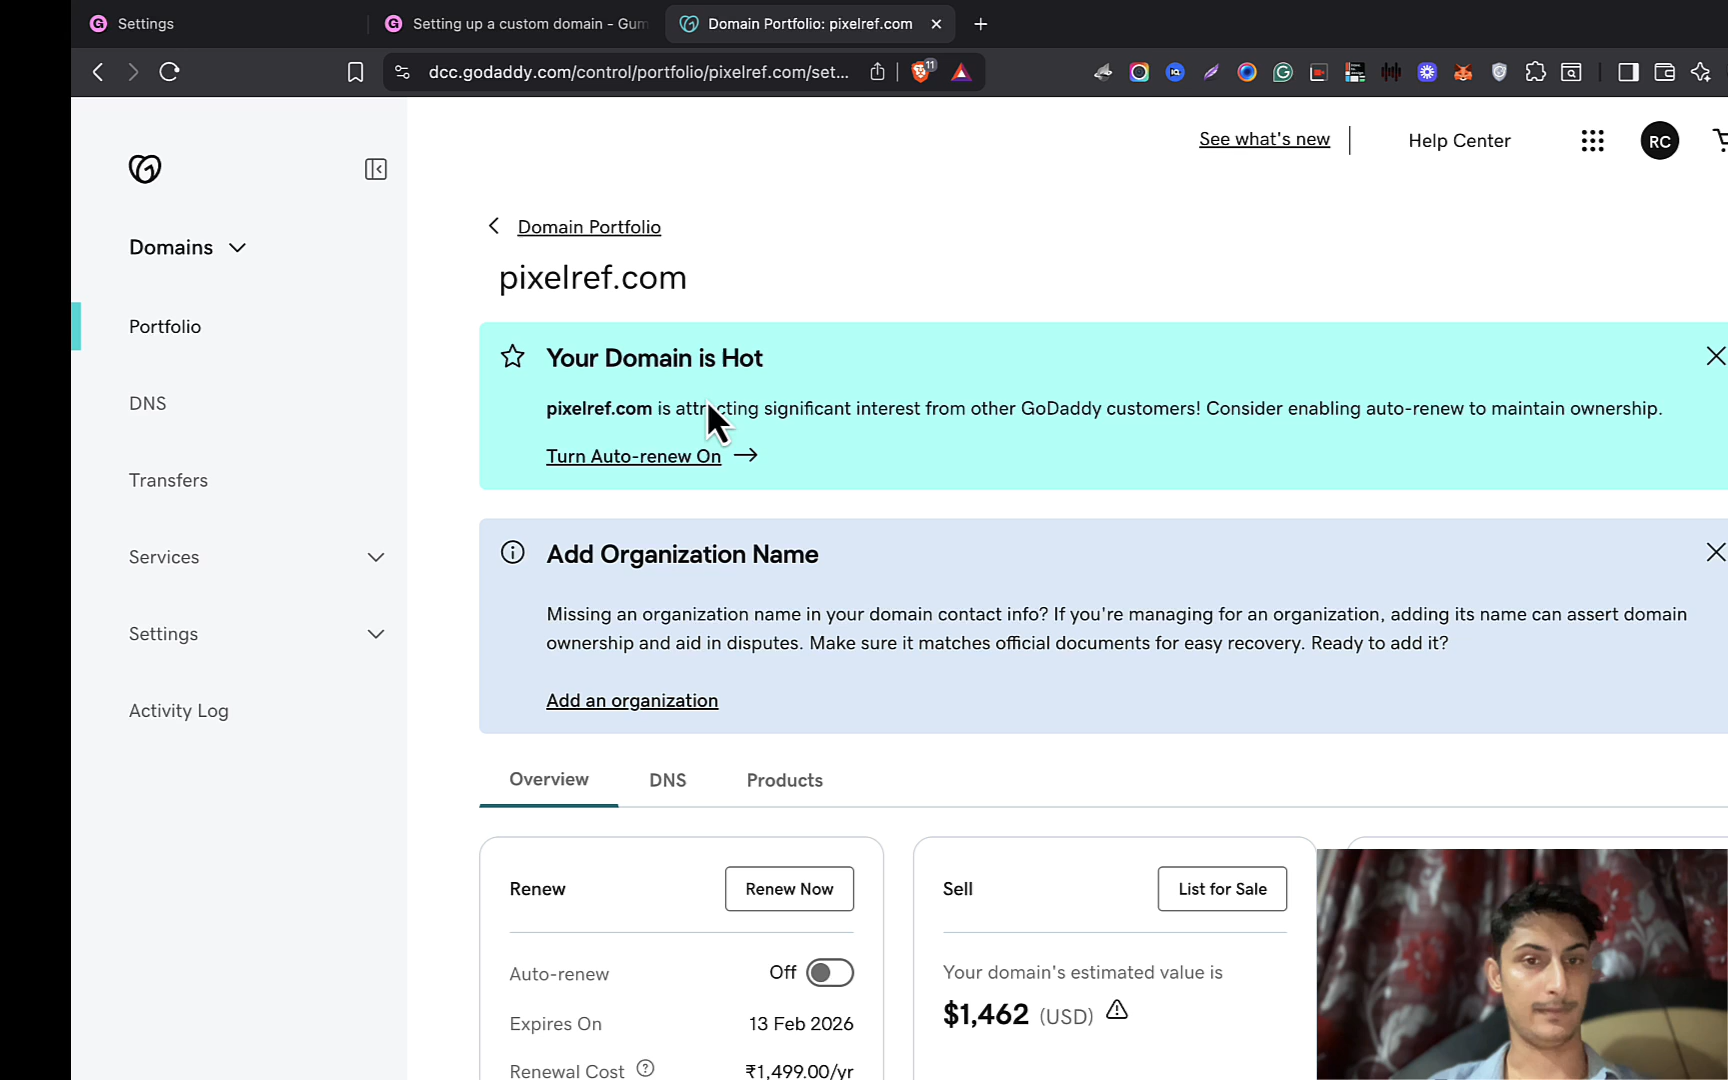 Settings
Setting up a custom domain - Gum
Domain Portfolio: pixelref.com
dcc.godaddy.com/control/portfolio/pixelref.com/set...
11
See what's new
Help Center
RC
Domains
Portfolio
DNS
Transfers
Services
Settings
Activity Log
Domain Portfolio
pixelref.com
Your Domain is Hot
pixelref.com is attracting significant interest from other GoDaddy customers! Consider enabling auto-renew to maintain ownership.
Turn Auto-renew On
Add Organization Name
Missing an organization name in your domain contact info? If you're managing for an organization, adding its name can assert domain
ownership and aid in disputes. Make sure it matches official documents for easy recovery. Ready to add it?
Add an organization
Overview
DNS
Products
Renew
Renew Now
Auto-renew
Off
Expires On
13 Feb 2026
Renewal Cost
₹1,499.00/yr
Sell
List for Sale
Your domain's estimated value is
$1,462 (USD)